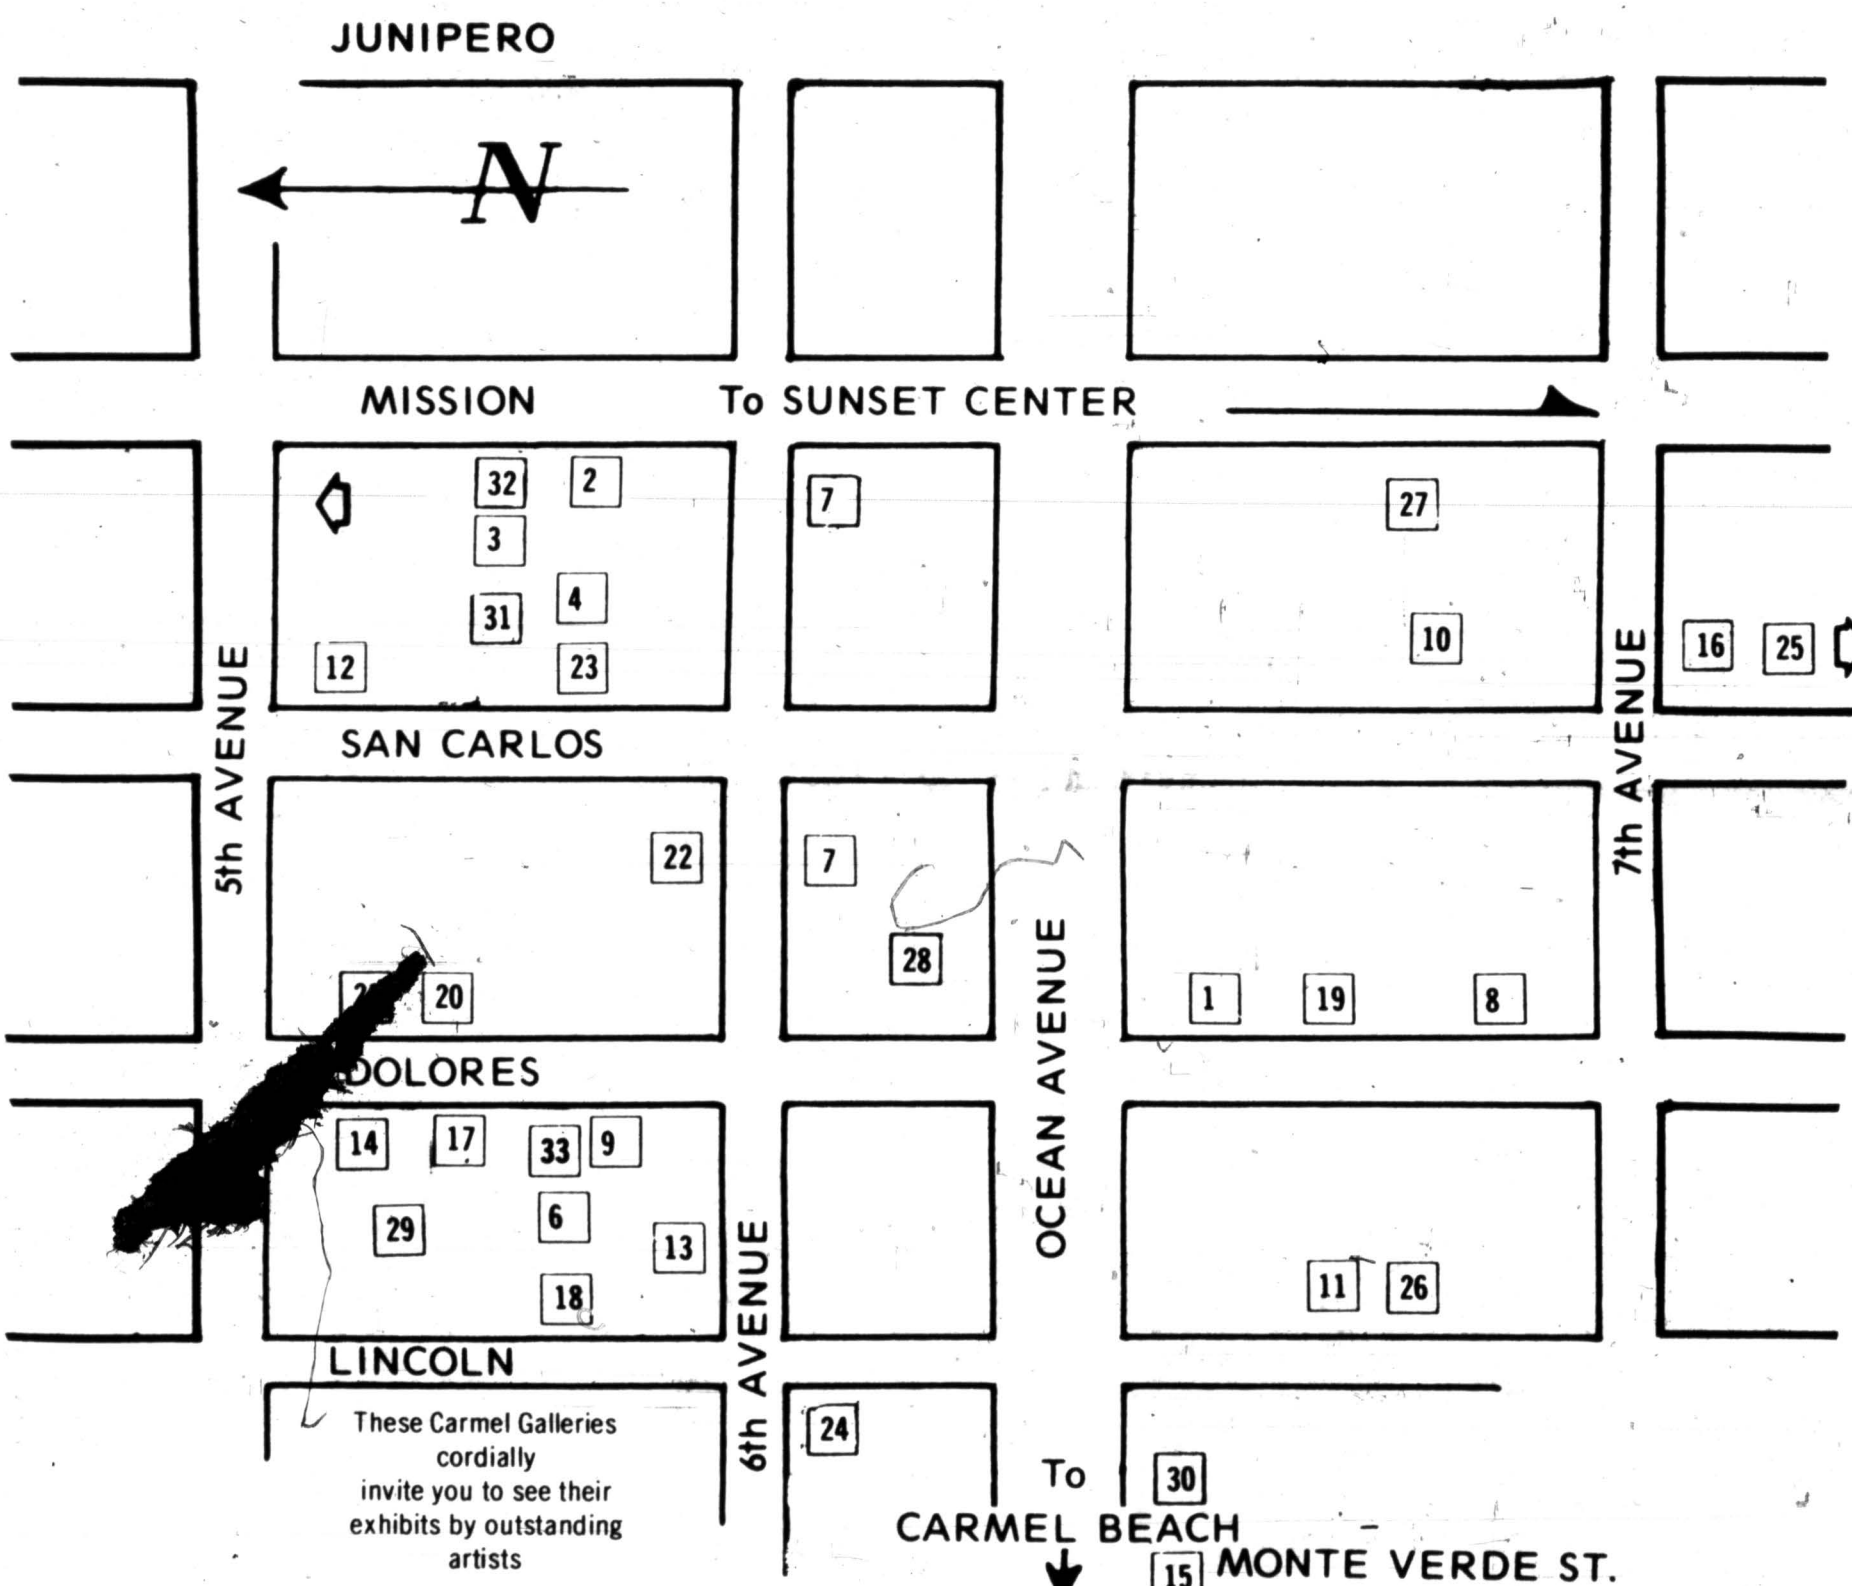 JUNIPERO
N
MISSION To SUNSET CENTER
32 2 7 27
3
4
31
12 23 10 16 25
5th AVENUE
7th AVENUE
SAN CARLOS
22 7
28
20 1 19 8
OCEAN AVENUE
DOLORES
14 17 33 9
29 6 13
18 11 26
6th AVENUE
LINCOLN
These Carmel Galleries
cordially
invite you to see their
exhibits by outstanding
artists
24
To
30
CARMEL BEACH
15 MONTE VERDE ST.